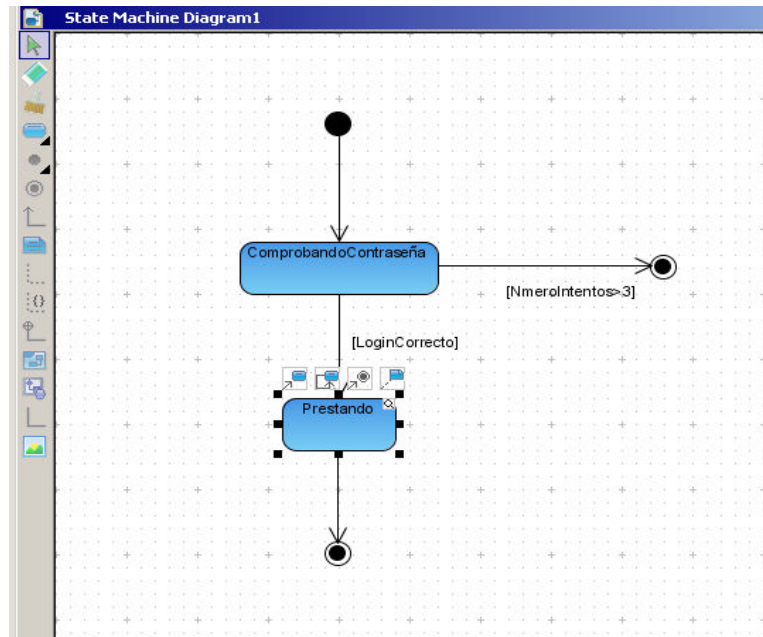 State Machine Diagram1
ComprobandoContraseña
[NmeroIntentos>3]
[LoginCorrecto]
Prestando